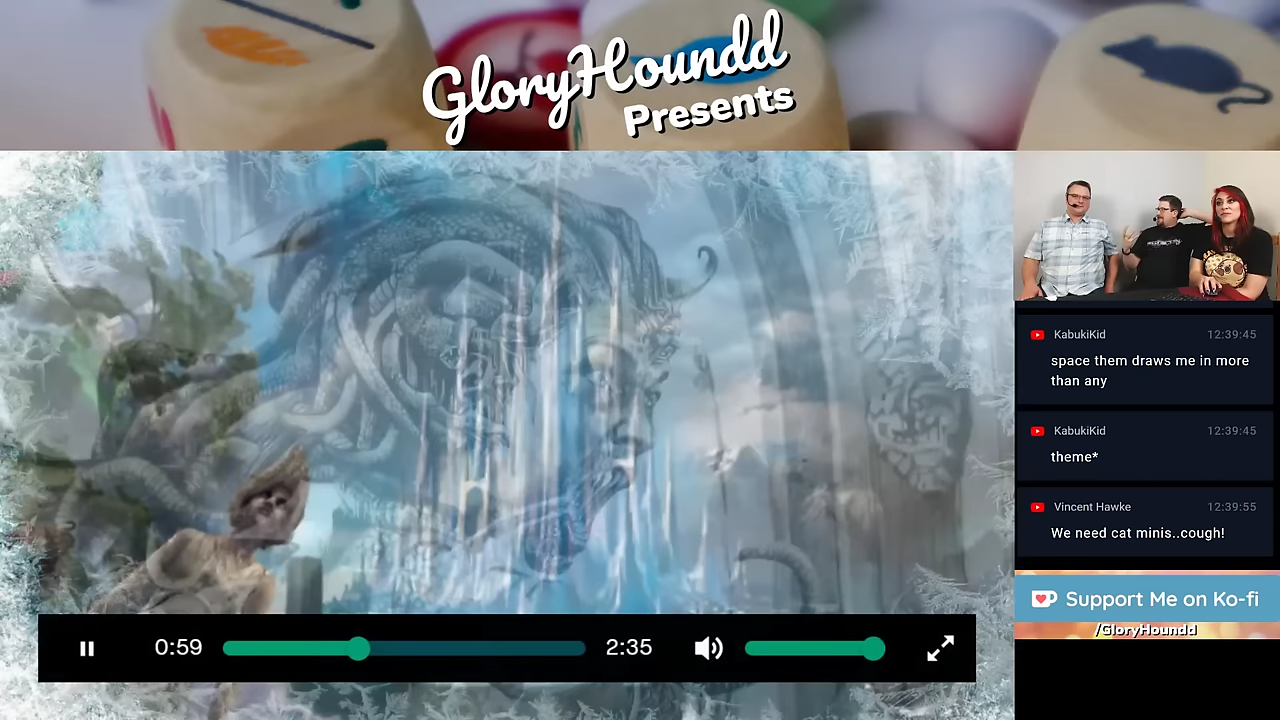 GloryHoundd
Presents
KabukiKid 12:39:45
space them draws me in more
than any
KabukiKid 12:39:45
theme*
Vincent Hawke 12:39:55
We need cat minis..cough!
0:59 2:35
Support Me on Ko-fi
/GloryHoundd